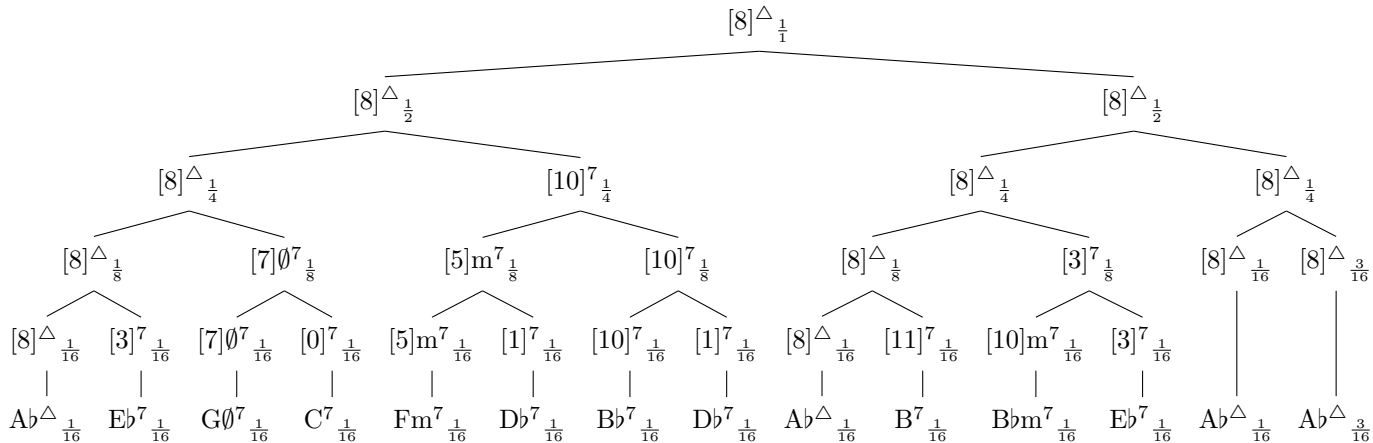 [8]△ 1/1
[8]△ 1/2 [8]△ 1/2
[8]△ 1/4 [10]7 1/4 [8]△ 1/4 [8]△ 1/4
[8]△ 1/8 [7]∅7 1/8 [5]m7 1/8 [10]7 1/8 [8]△ 1/8 [3]7 1/8 [8]△ 1/16 [8]△ 3/16
[8]△ 1/16 [3]7 1/16 [7]∅7 1/16 [0]7 1/16 [5]m7 1/16 [1]7 1/16 [10]7 1/16 [1]7 1/16 [8]△ 1/16 [11]7 1/16 [10]m7 1/16 [3]7 1/16
A♭△ 1/16 E♭7 1/16 G∅7 1/16 C7 1/16 Fm7 1/16 D♭7 1/16 B♭7 1/16 D♭7 1/16 A♭△ 1/16 B7 1/16 B♭m7 1/16 E♭7 1/16 A♭△ 1/16 A♭△ 3/16